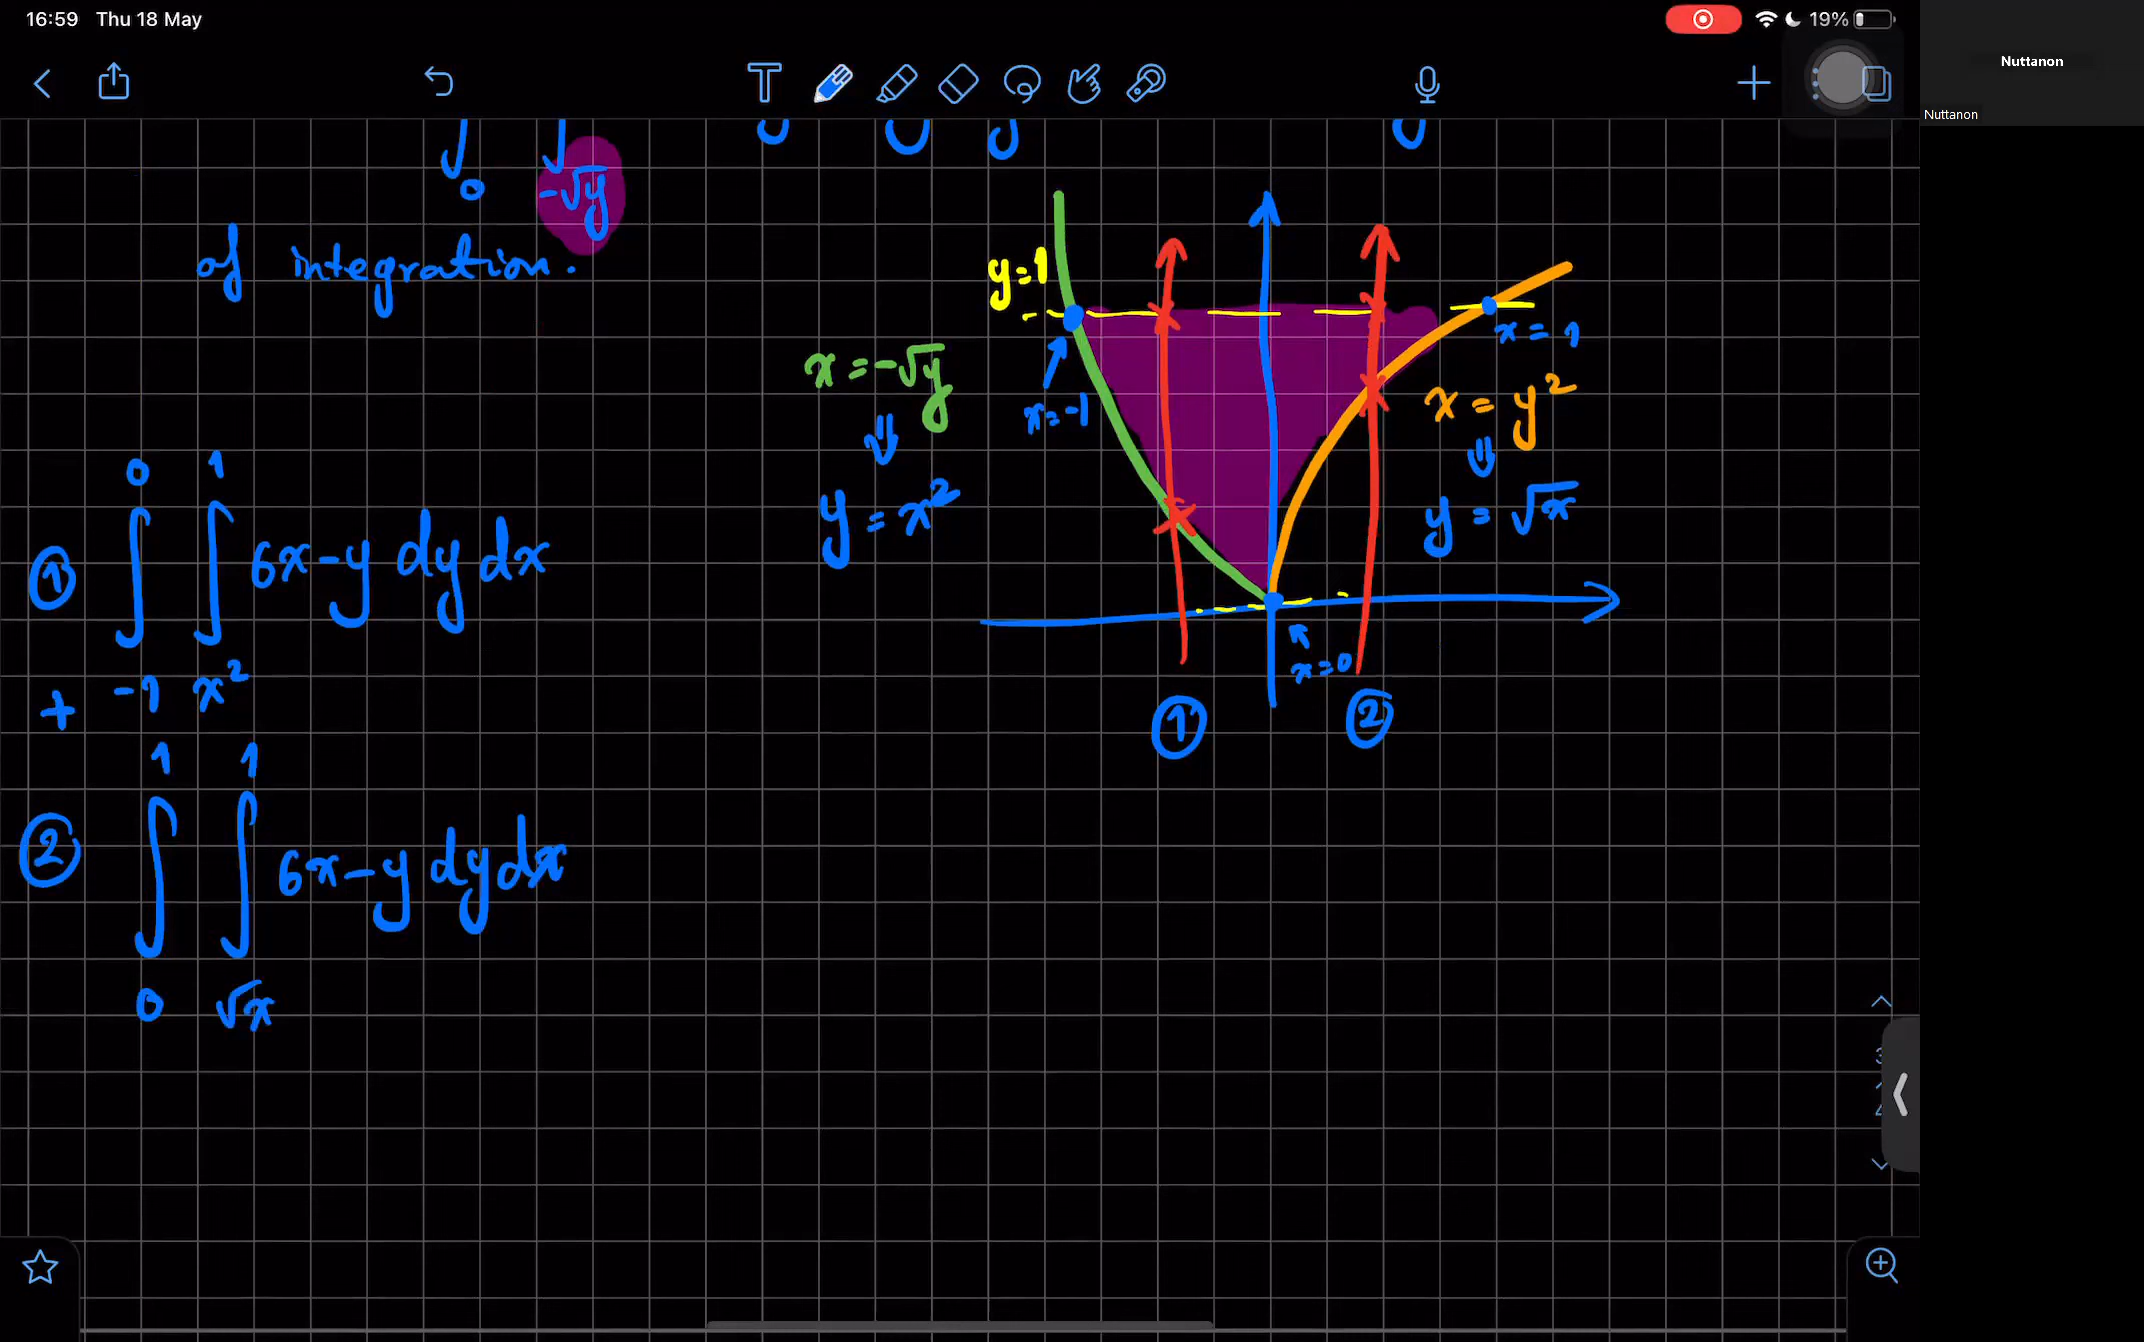 16:59 Thu 18 May
19%
Nuttanon
Nuttanon
∫ ∫
0 -√y
of integration.
y=1
x=1
x=-√y
x=-1
x = y²
⇓
⇓
y = x²
y = √x
0 1
① ∫ ∫ 6x-y dy dx
+ -1 x²
x=0
① ②
1 1
② ∫ ∫ 6x-y dy dx
0 √x